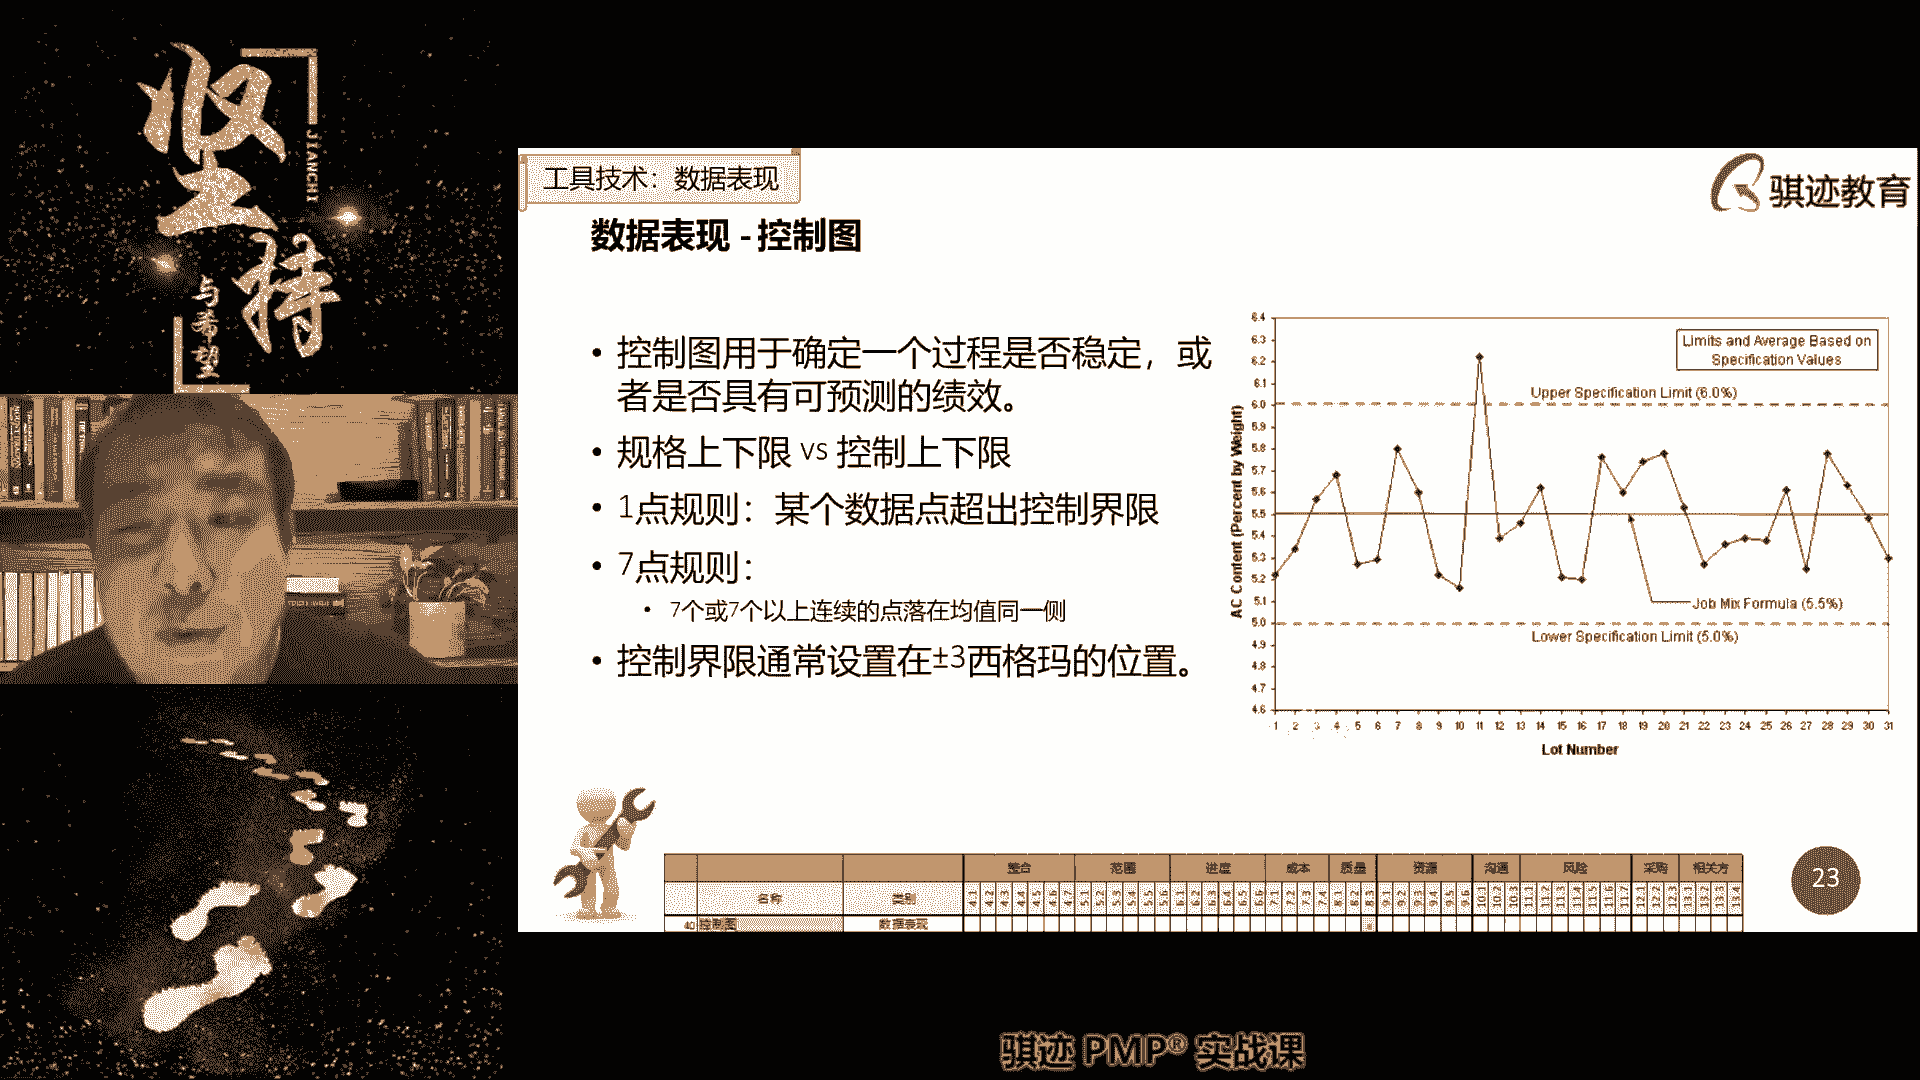 坚持
JIANCHI
与希望
工具技术：数据表现
骐迹教育
数据表现 - 控制图
• 控制图用于确定一个过程是否稳定，或
者是否具有可预测的绩效。
• 规格上下限 vs 控制上下限
• 1点规则：某个数据点超出控制界限
• 7点规则：
• 7个或7个以上连续的点落在均值同一侧
• 控制界限通常设置在±3西格玛的位置。
Limits and Average Based on
Specification Values
Upper Specification Limit (6.0%)
Job Mix Formula (5.5%)
Lower Specification Limit (5.0%)
AC Content (Percent by Weight)
6.4
6.3
6.2
6.1
6.0
5.9
5.8
5.7
5.6
5.5
5.4
5.3
5.2
5.1
5.0
4.9
4.8
4.7
4.6
1 2 3 4 5 6 7 8 9 10 11 12 13 14 15 16 17 18 19 20 21 22 23 24 25 26 27 28 29 30 31
Lot Number
整合 范围 进度 成本 质量 资源 沟通 风险 采购 相关方
名称 类别
40 控制图 数据表现
23
骐迹 PMP® 实战课